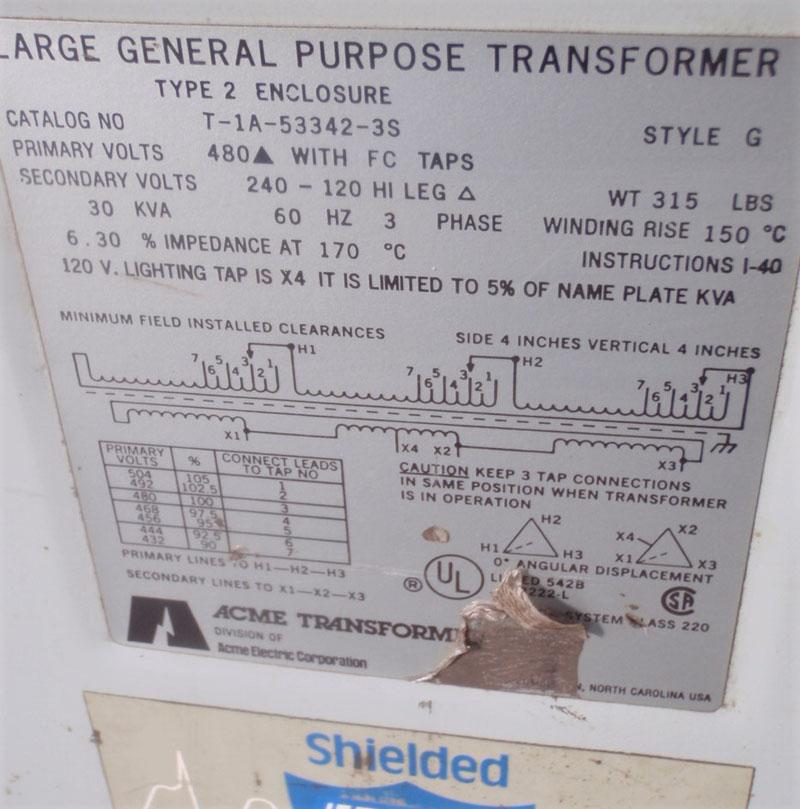 LARGE GENERAL PURPOSE TRANSFORMER
TYPE 2 ENCLOSURE
CATALOG NO T-1A-53342-3S STYLE G
PRIMARY VOLTS 480▲ WITH FC TAPS
SECONDARY VOLTS 240 - 120 HI LEG △ WT 315 LBS
30 KVA 60 HZ 3 PHASE WINDING RISE 150 °C
6.30 % IMPEDANCE AT 170 °C INSTRUCTIONS I-40
120 V. LIGHTING TAP IS X4 IT IS LIMITED TO 5% OF NAME PLATE KVA
MINIMUM FIELD INSTALLED CLEARANCES SIDE 4 INCHES VERTICAL 4 INCHES
7 6 5 4 3 2 1 H1 7 6 5 4 3 2 1 H2 7 6 5 4 3 2 1 H3
X1 X4 X2 X3
PRIMARY VOLTS % CONNECT LEADS TO TAP NO
504 105 1
492 102.5 2
480 100 3
468 97.5 4
456 95 5
444 92.5 6
432 90 7
PRIMARY LINES TO H1—H2—H3
SECONDARY LINES TO X1—X2—X3
CAUTION KEEP 3 TAP CONNECTIONS
IN SAME POSITION WHEN TRANSFORMER
IS IN OPERATION
H2 X2
X4
H1 H3 X1 X3
0° ANGULAR DISPLACEMENT
® UL 542B
222-L
SA
SYSTEM CLASS 220
ACME TRANSFORM
DIVISION OF
Acme Electric Corporation
N, NORTH CAROLINA USA
Shielded